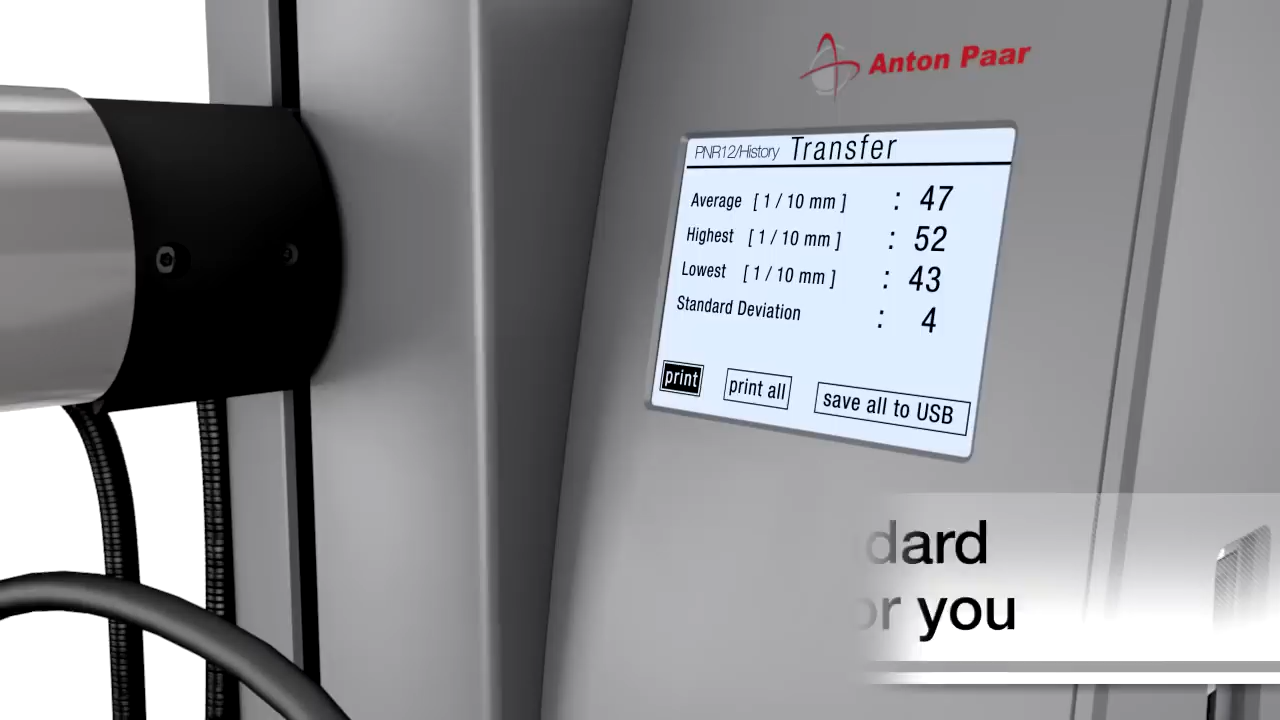 Anton Paar
PNR12/History Transfer
Average [ 1 / 10 mm ] : 47
Highest [ 1 / 10 mm ] : 52
Lowest [ 1 / 10 mm ] : 43
Standard Deviation : 4
print print all save all to USB
dard
or you